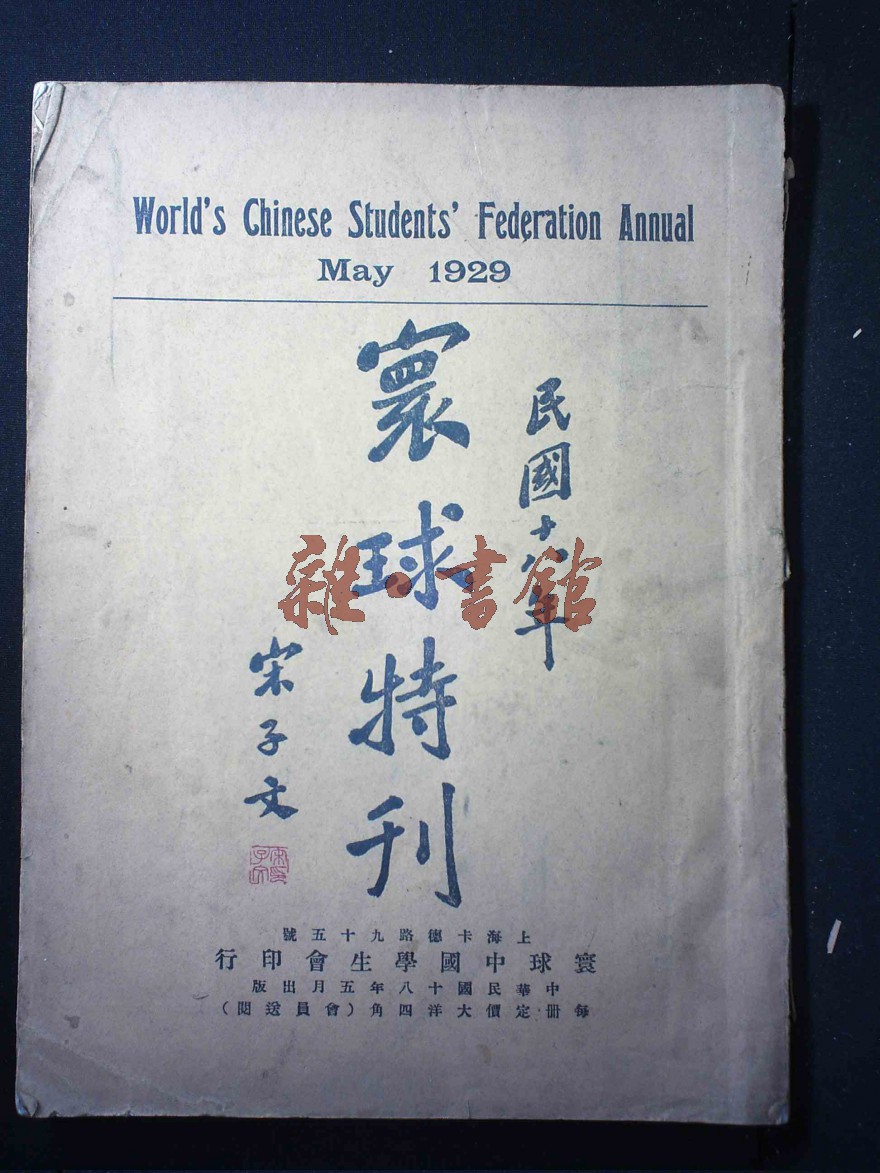 World's Chinese Students' Federation Annual
May 1929
民國十八年
寰球特刊
宋子文
雜·書館
上海卡德路九十五號
寰球中國學生會印行
中華民國十八年五月出版
每冊定價大洋四角（會員送閱）